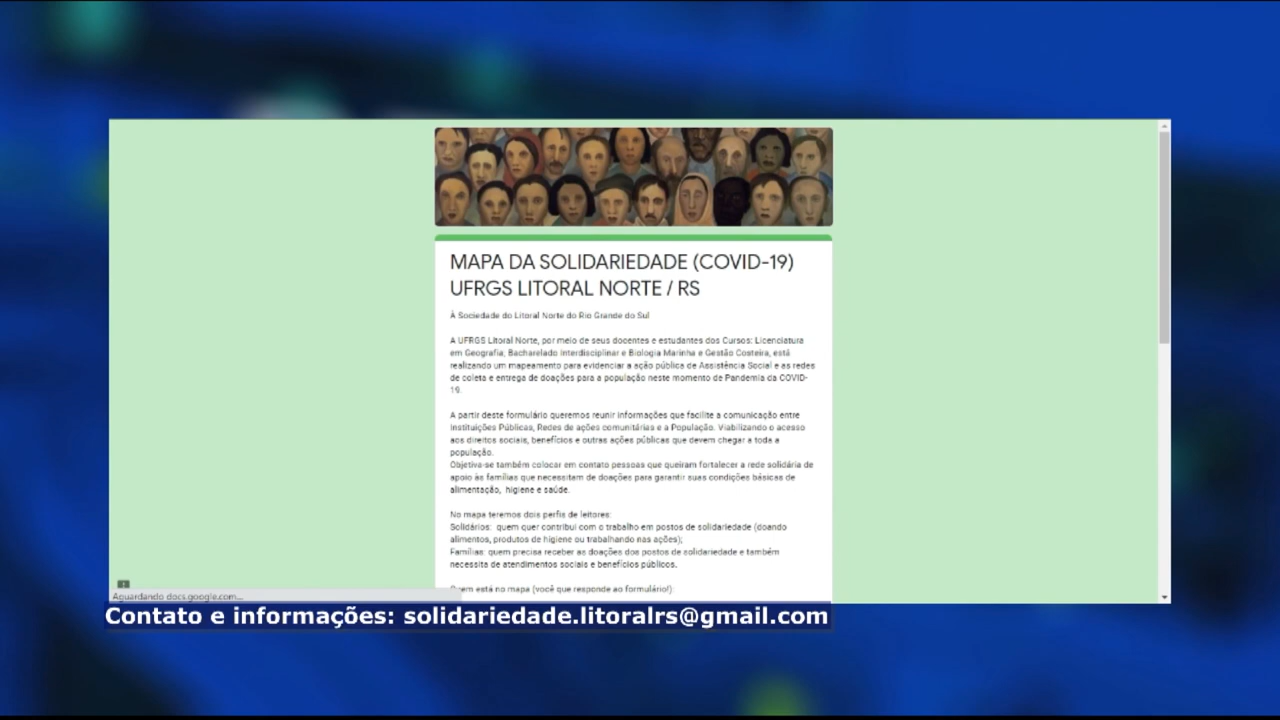 MAPA DA SOLIDARIEDADE (COVID-19)
UFRGS LITORAL NORTE / RS
À Sociedade do Litoral Norte do Rio Grande do Sul
A UFRGS Litoral Norte, por meio de seus docentes e estudantes dos Cursos: Licenciatura
em Geografia, Bacharelado Interdisciplinar e Biologia Marinha e Gestão Costeira, está
realizando um mapeamento para evidenciar a ação pública de Assistência Social e as redes
de coleta e entrega de doações para a população neste momento de Pandemia da COVID-
19.
A partir deste formulário queremos reunir informações que facilite a comunicação entre
Instituições Públicas, Redes de ações comunitárias e a População. Viabilizando o acesso
aos direitos sociais, benefícios e outras ações públicas que devem chegar a toda a
população.
Objetiva-se também colocar em contato pessoas que queiram fortalecer a rede solidária de
apoio às famílias que necessitam de doações para garantir suas condições básicas de
alimentação, higiene e saúde.
No mapa teremos dois perfis de leitores:
Solidários: quem quer contribui com o trabalho em postos de solidariedade (doando
alimentos, produtos de higiene ou trabalhando nas ações);
Famílias: quem precisa receber as doações dos postos de solidariedade e também
necessita de atendimentos sociais e benefícios públicos.
Quem está no mapa (você que responde ao formulário!):
Aguardando docs.google.com...
Contato e informações: solidariedade.litoralrs@gmail.com